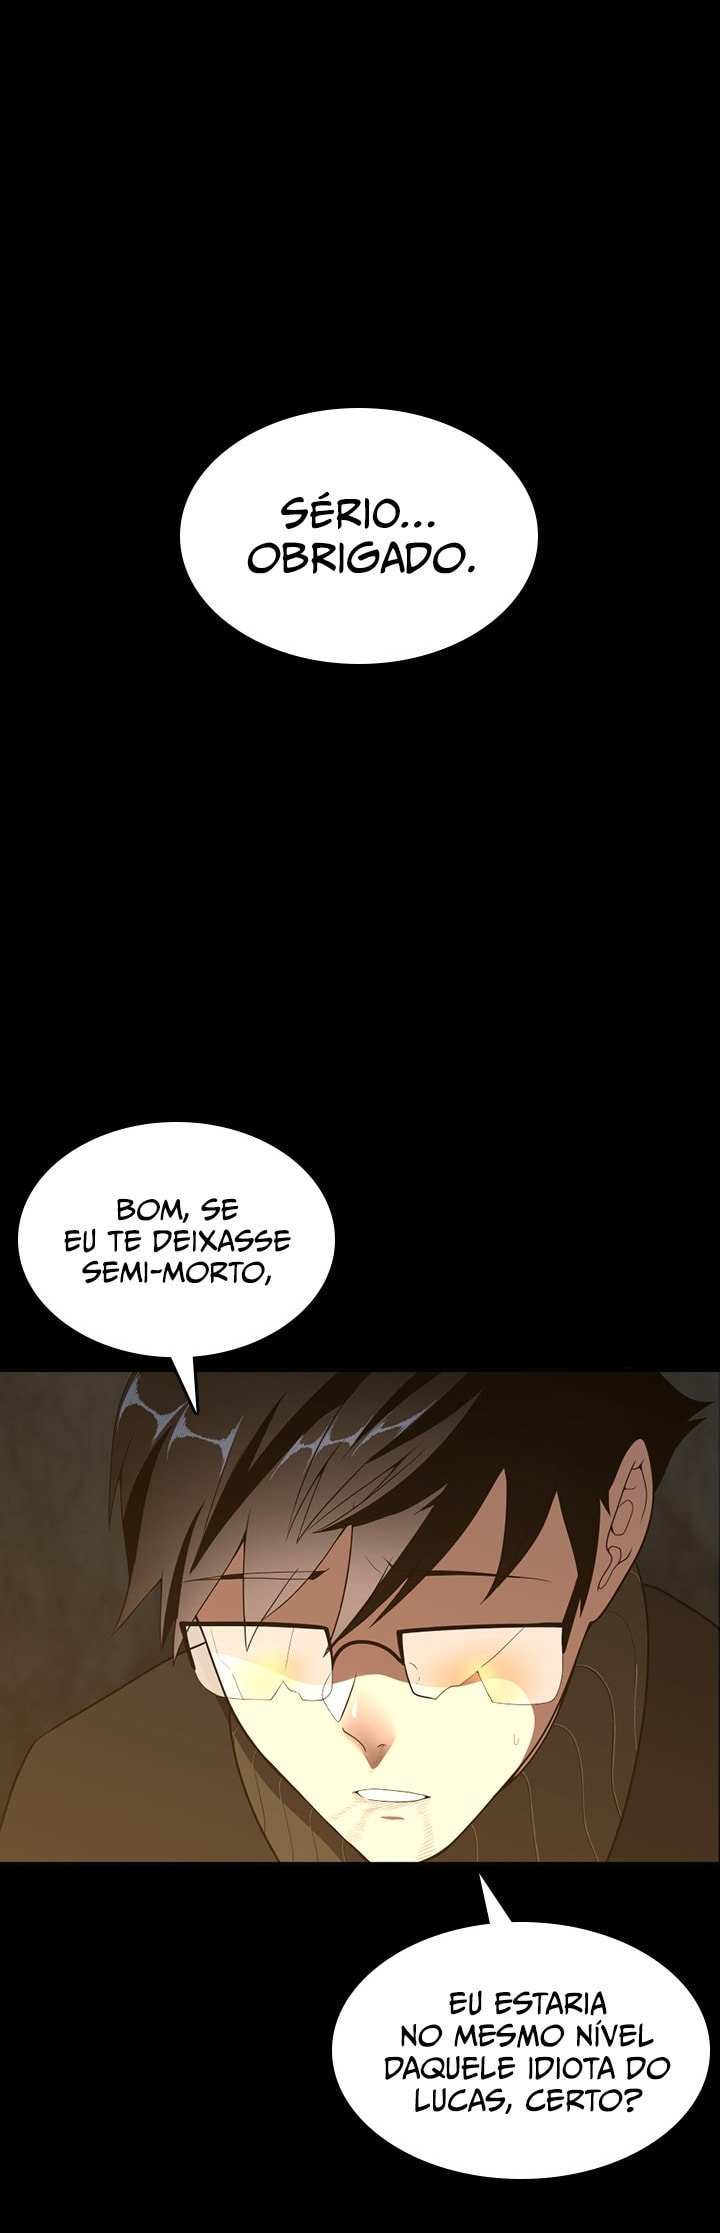 SÉRIO...
OBRIGADO.
BOM, SE
EU TE DEIXASSE
SEMI-MORTO,
EU ESTARIA
NO MESMO NÍVEL
DAQUELE IDIOTA DO
LUCAS, CERTO?